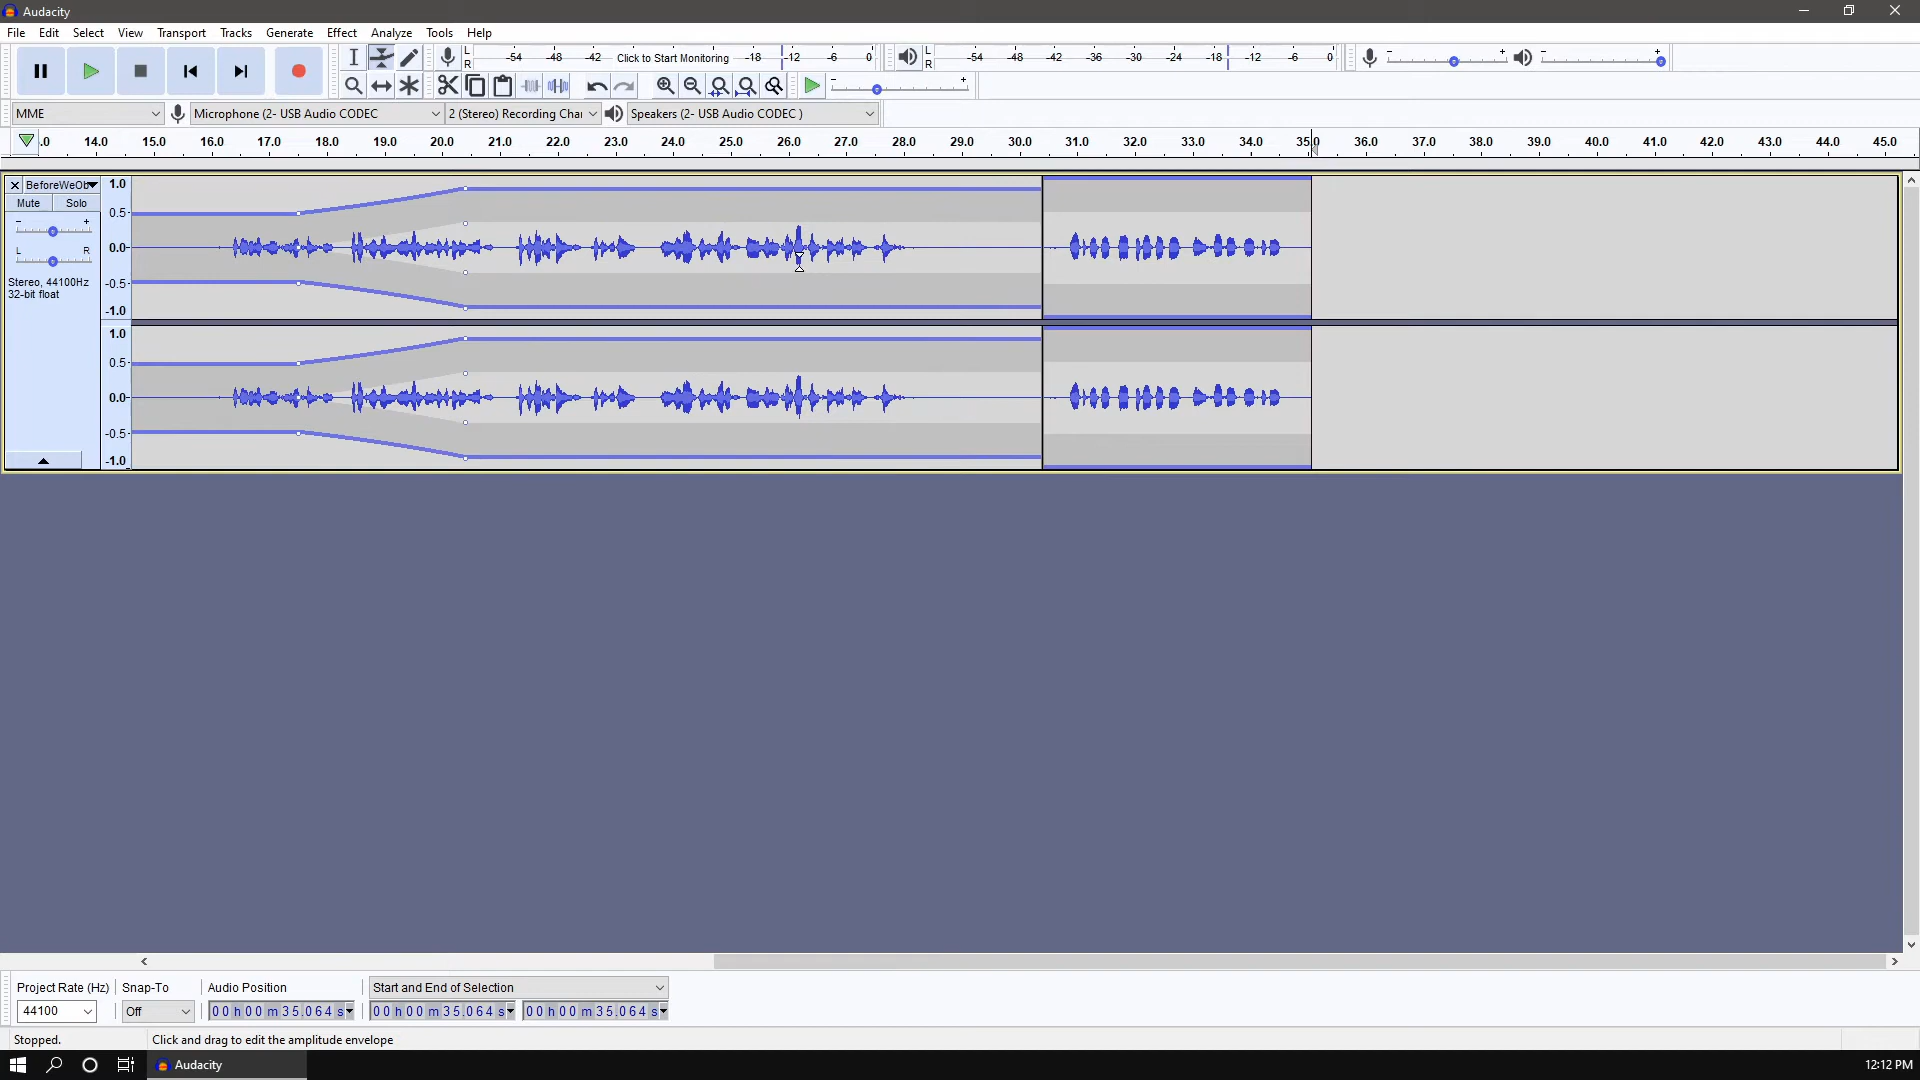 Audacity
File Edit Select View Transport Tracks Generate Effect Analyze Tools Help
L R -54 -48 -42 Click to Start Monitoring -18 -12 -6 0 L R -54 -48 -42 -36 -30 -24 -18 -12 -6 0 - + - +
- +
MME Microphone (2- USB Audio CODEC 2 (Stereo) Recording Char Speakers (2- USB Audio CODEC )
.0 14.0 15.0 16.0 17.0 18.0 19.0 20.0 21.0 22.0 23.0 24.0 25.0 26.0 27.0 28.0 29.0 30.0 31.0 32.0 33.0 34.0 35.0 36.0 37.0 38.0 39.0 40.0 41.0 42.0 43.0 44.0 45.0
BeforeWeOb 1.0
Mute Solo
- + 0.5
L R 0.0
Stereo, 44100Hz -0.5
32-bit float
-1.0
1.0
0.5
0.0
-0.5
-1.0
Project Rate (Hz) Snap-To Audio Position Start and End of Selection
44100 Off 00 h 00 m 35.064 s 00 h 00 m 35.064 s 00 h 00 m 35.064 s
Stopped. Click and drag to edit the amplitude envelope
Audacity 12:12 PM